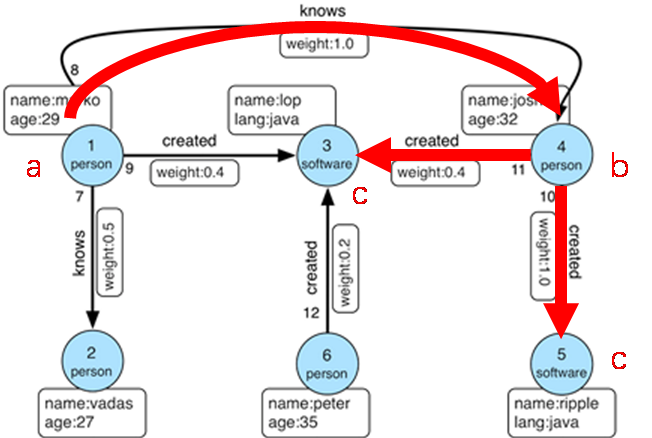 knows
weight:1.0
8
name:m ko
age:29
name:lop
lang:java
name:josh
age:32
1
person
created
3
software
created
4
person
a
9
weight:0.4
weight:0.4
11
b
7
c
10
knows
weight:0.5
created
weight:0.2
weight:1.0
created
12
2
person
6
person
5
software
c
name:vadas
age:27
name:peter
age:35
name:ripple
lang:java